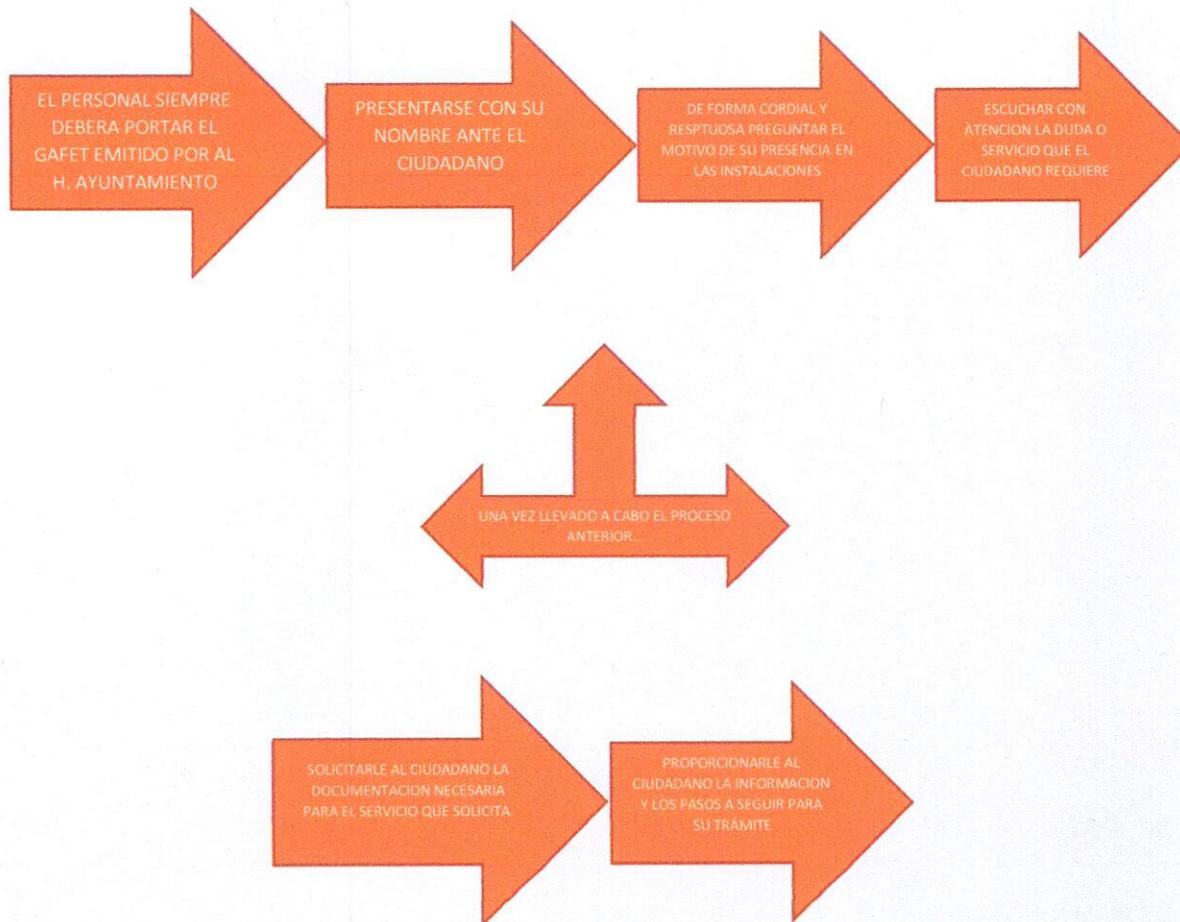 EL PERSONAL SIEMPRE
DEBERA PORTAR EL
GAFET EMITIDO POR AL
H. AYUNTAMIENTO
PRESENTARSE CON SU
NOMBRE ANTE EL
CIUDADANO
DE FORMA CORDIAL Y
RESPTUOSA PREGUNTAR EL
MOTIVO DE SU PRESENCIA EN
LAS INSTALACIONES
ESCUCHAR CON
ATENCION LA DUDA O
SERVICIO QUE EL
CIUDADANO REQUIERE
UNA VEZ LLEVADO A CABO EL PROCESO
ANTERIOR...
SOLICITARLE AL CIUDADANO LA
DOCUMENTACION NECESARIA
PARA EL SERVICIO QUE SOLICITA.
PROPORCIONARLE AL
CIUDADANO LA INFORMACION
Y LOS PASOS A SEGUIR PARA
SU TRÁMITE